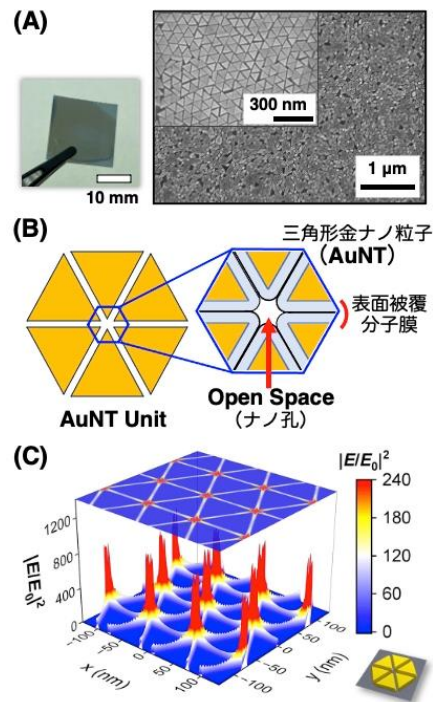 (A)
10 mm
300 nm
1 µm
(B)
三角形金ナノ粒子
(AuNT)
表面被覆
分子膜
AuNT Unit
Open Space
(ナノ孔)
(C)
|E/E₀|²
240
180
120
60
0
|E/E₀|²
1200
800
400
0
−100
−50
0
50
100
x (nm)
−100
−50
0
50
100
y (nm)